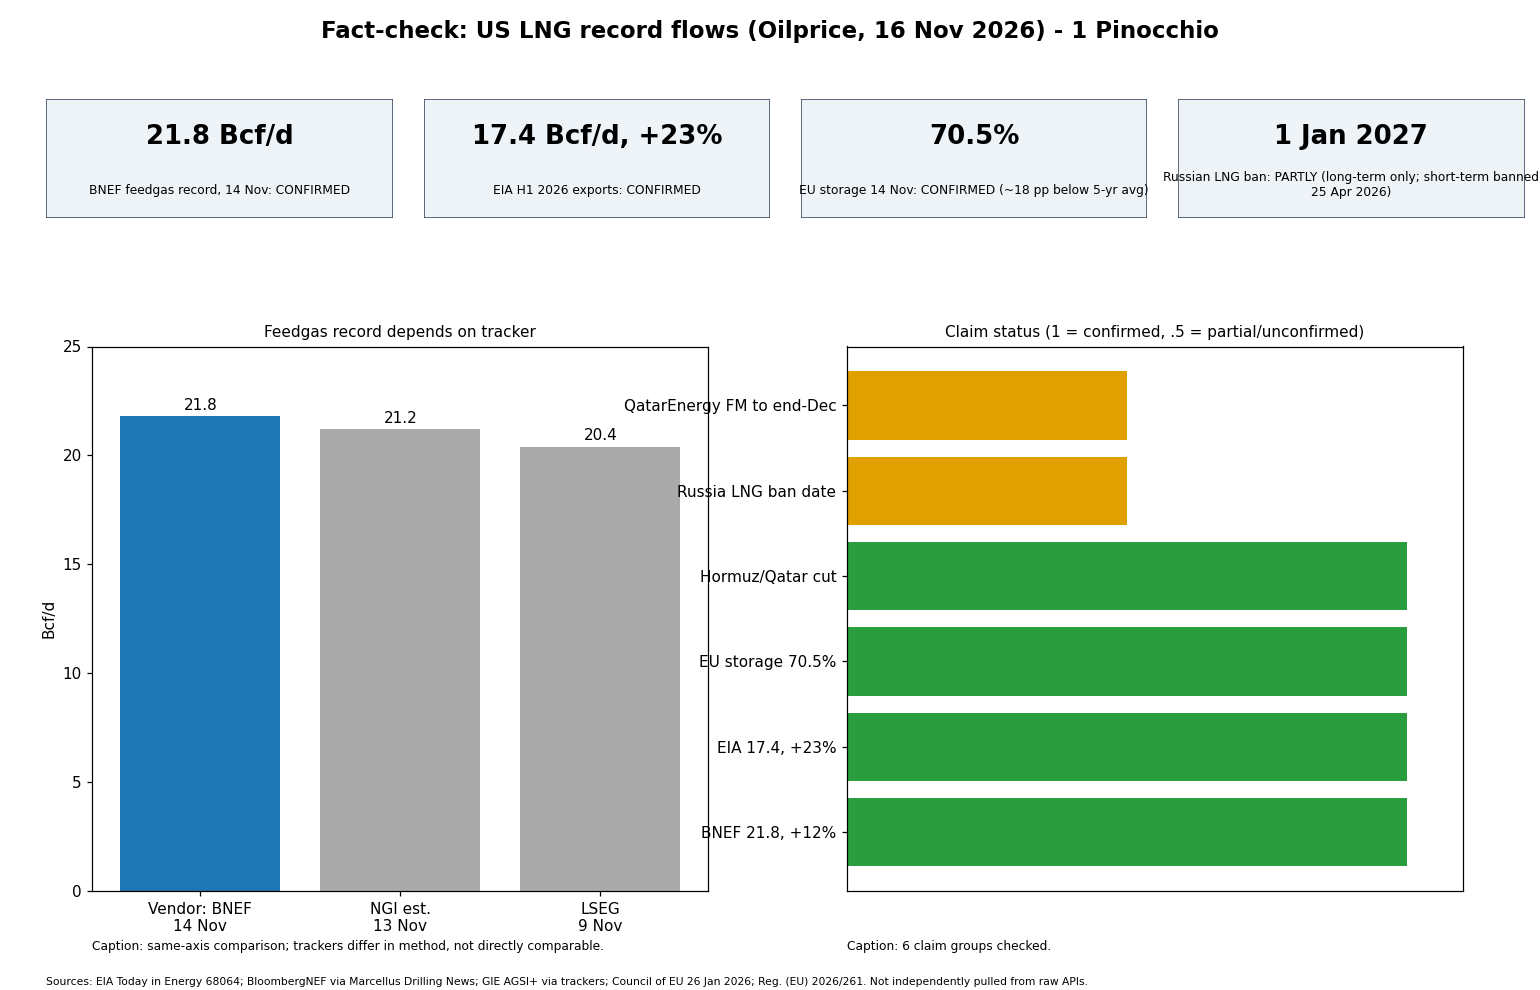 Fact-check: US LNG record flows (Oilprice, 16 Nov 2026) - 1 Pinocchio
21.8 Bcf/d
BNEF feedgas record, 14 Nov: CONFIRMED
17.4 Bcf/d, +23%
EIA H1 2026 exports: CONFIRMED
70.5%
EU storage 14 Nov: CONFIRMED (~18 pp below 5-yr avg)
1 Jan 2027
Russian LNG ban: PARTLY (long-term only; short-term banned
25 Apr 2026)
Feedgas record depends on tracker
25
20
15
10
5
0
Bcf/d
21.8
21.2
20.4
Vendor: BNEF
14 Nov
NGI est.
13 Nov
LSEG
9 Nov
Caption: same-axis comparison; trackers differ in method, not directly comparable.
Claim status (1 = confirmed, .5 = partial/unconfirmed)
QatarEnergy FM to end-Dec
Russia LNG ban date
Hormuz/Qatar cut
EU storage 70.5%
EIA 17.4, +23%
BNEF 21.8, +12%
Caption: 6 claim groups checked.
Sources: EIA Today in Energy 68064; BloombergNEF via Marcellus Drilling News; GIE AGSI+ via trackers; Council of EU 26 Jan 2026; Reg. (EU) 2026/261. Not independently pulled from raw APIs.